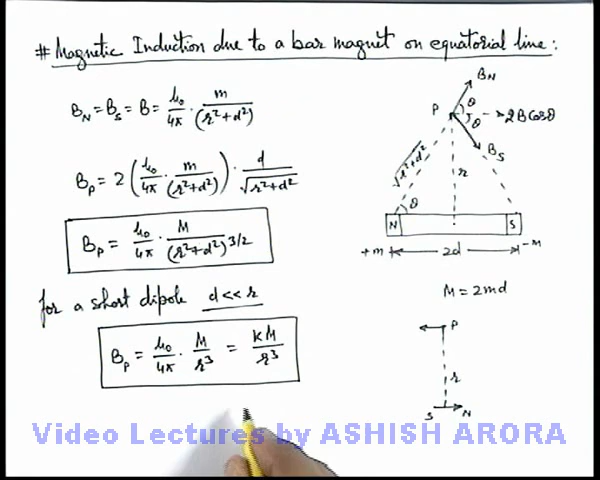 # Magnetic Induction due to a bar magnet on equatorial line:
B_N = B_S = B = μ₀/4π · m/(r²+d²)
B_P = 2 (μ₀/4π · m/(r²+d²)) · d/√(r²+d²)
B_P = μ₀/4π · M/(r²+d²)^3/2
for a short dipole d<<r
B_P = μ₀/4π · M/r³ = KM/r³
B_N
P θ
θ → 2Bcosθ
B_S
√(r²+d²)
r
θ
N S
+m 2d -m
M = 2md
P
r
S N
Video Lectures by ASHISH ARORA